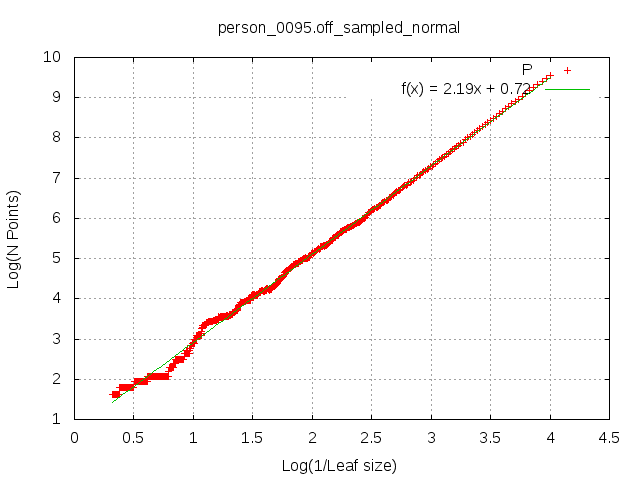 person_0095.off_sampled_normal
P
f(x) = 2.19x + 0.72
Log(N Points)
10
9
8
7
6
5
4
3
2
1
0 0.5 1 1.5 2 2.5 3 3.5 4 4.5
Log(1/Leaf size)